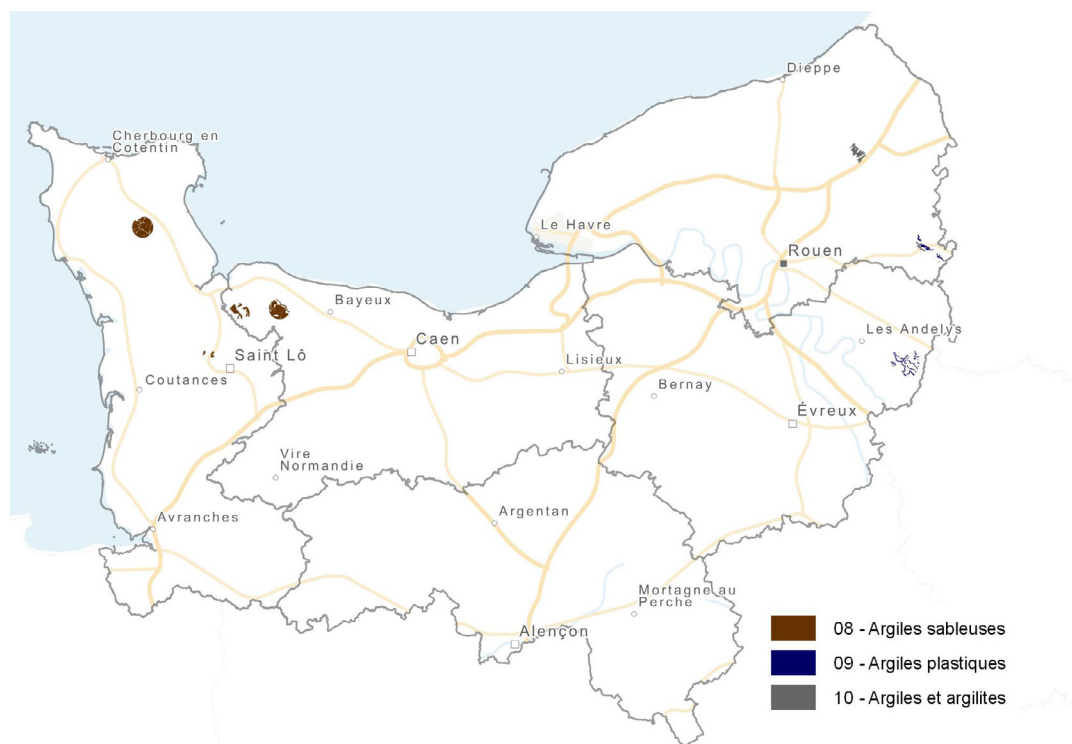 Dieppe
Cherbourg en
Cotentin
Le Havre
Rouen
Bayeux
Caen
Les Andelys
Saint Lô
Lisieux
Coutances
Bernay
Évreux
Vire
Normandie
Avranches
Argentan
Mortagne au
Perche
Alençon
08 - Argiles sableuses
09 - Argiles plastiques
10 - Argiles et argilites